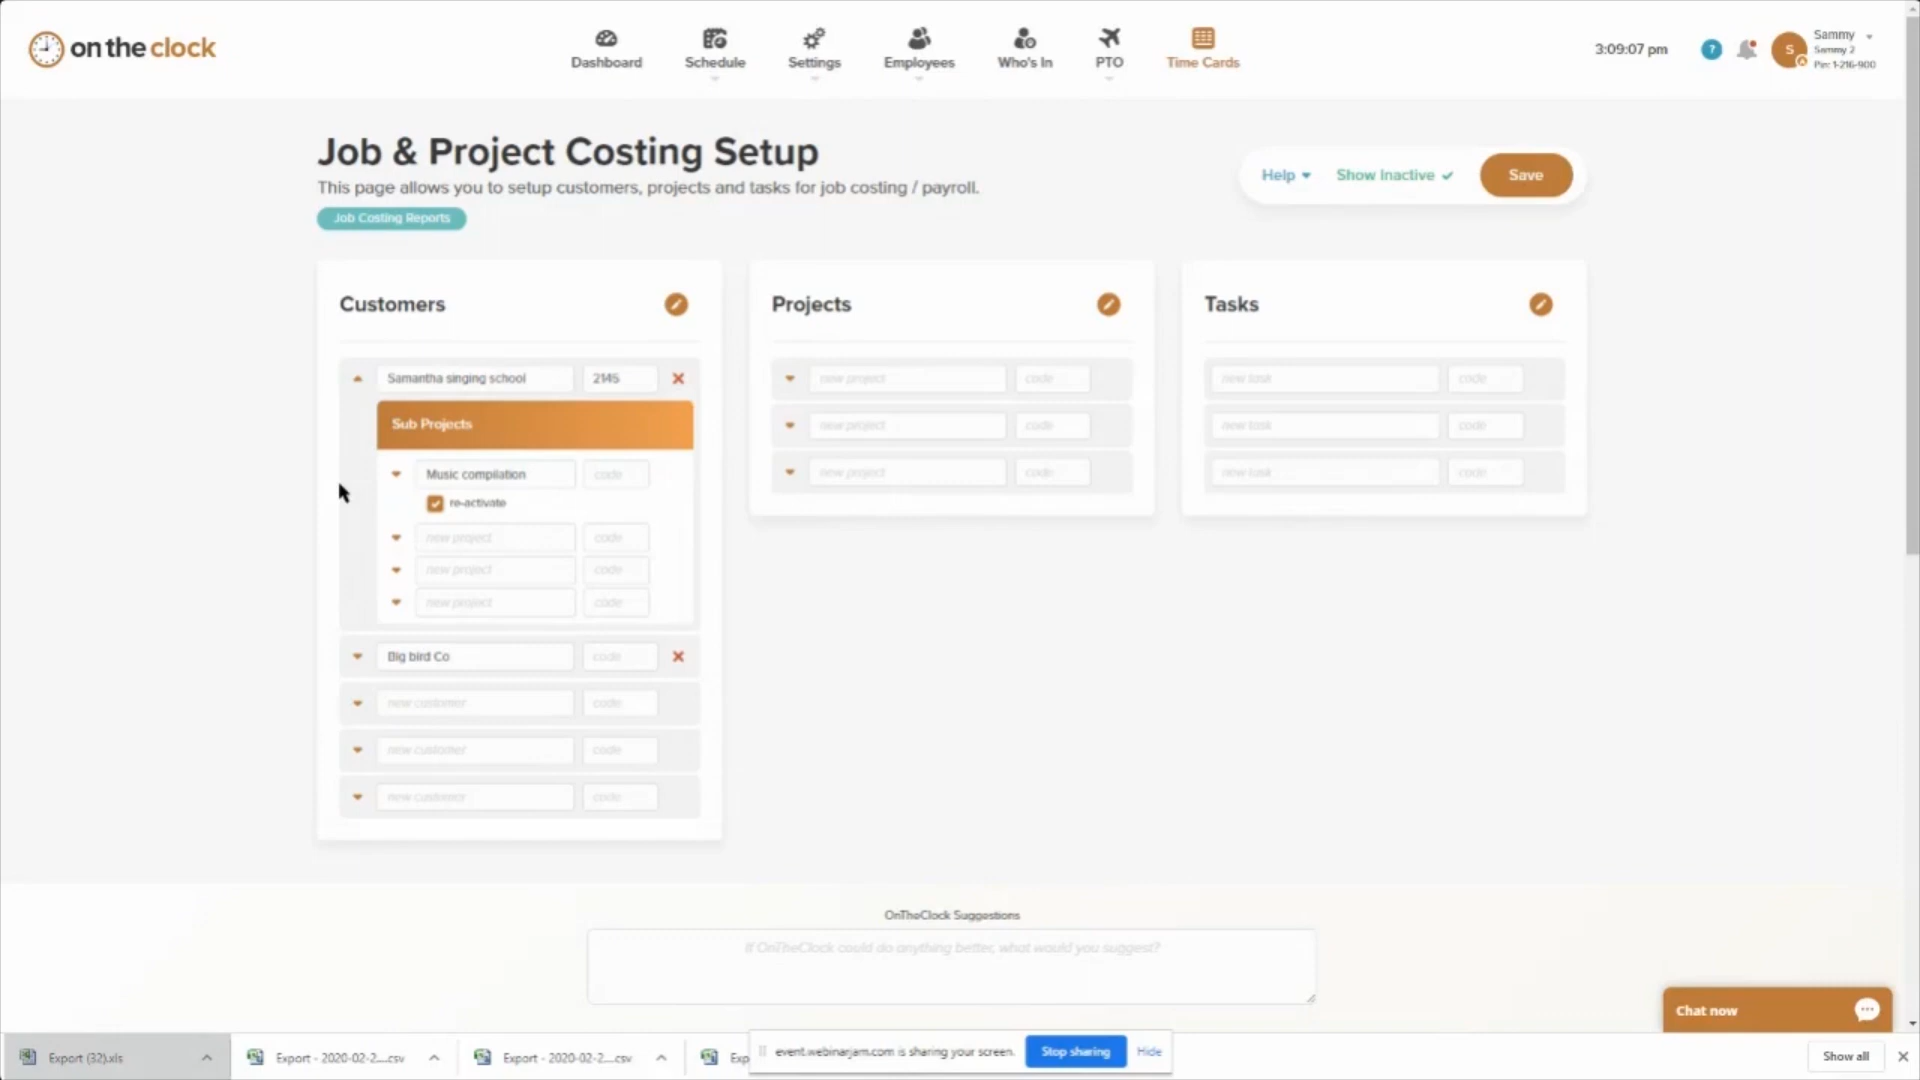 on the clock
Dashboard
Schedule
Settings
Employees
Who's In
PTO
Time Cards
3:09:07 pm
?
S
Sammy
Sammy 2
Pin: 1-216-900
Job & Project Costing Setup
This page allows you to setup customers, projects and tasks for job costing / payroll.
Job Costing Reports
Help
Show Inactive
Save
Customers
Samantha singing school
2145
Sub Projects
Music compilation
code
re-activate
new project
code
new project
code
new project
code
Big bird Co
code
new customer
code
new customer
code
new customer
code
Projects
new project
code
new project
code
new project
code
Tasks
new task
code
new task
code
new task
code
OnTheClock Suggestions
If OnTheClock could do anything better, what would you suggest?
Chat now
Export (32).xls
Export - 2020-02-2....csv
Export - 2020-02-2....csv
Exp
event.webinarjam.com is sharing your screen.
Stop sharing
Hide
Show all